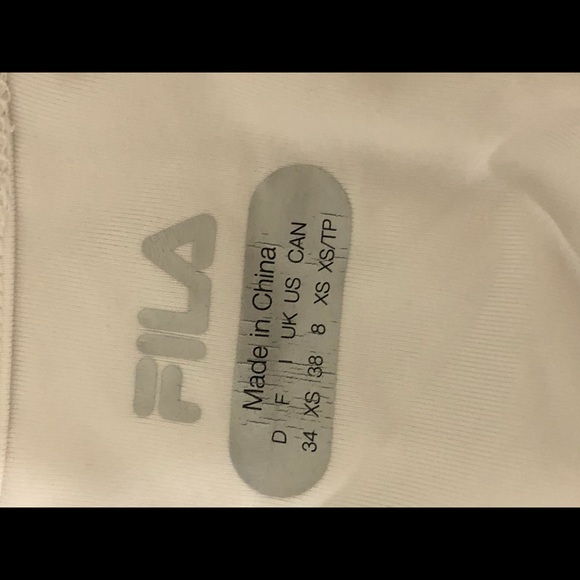 FILA
Made in China
D F I UK US CAN
34 XS 38 8 XS XS/TP